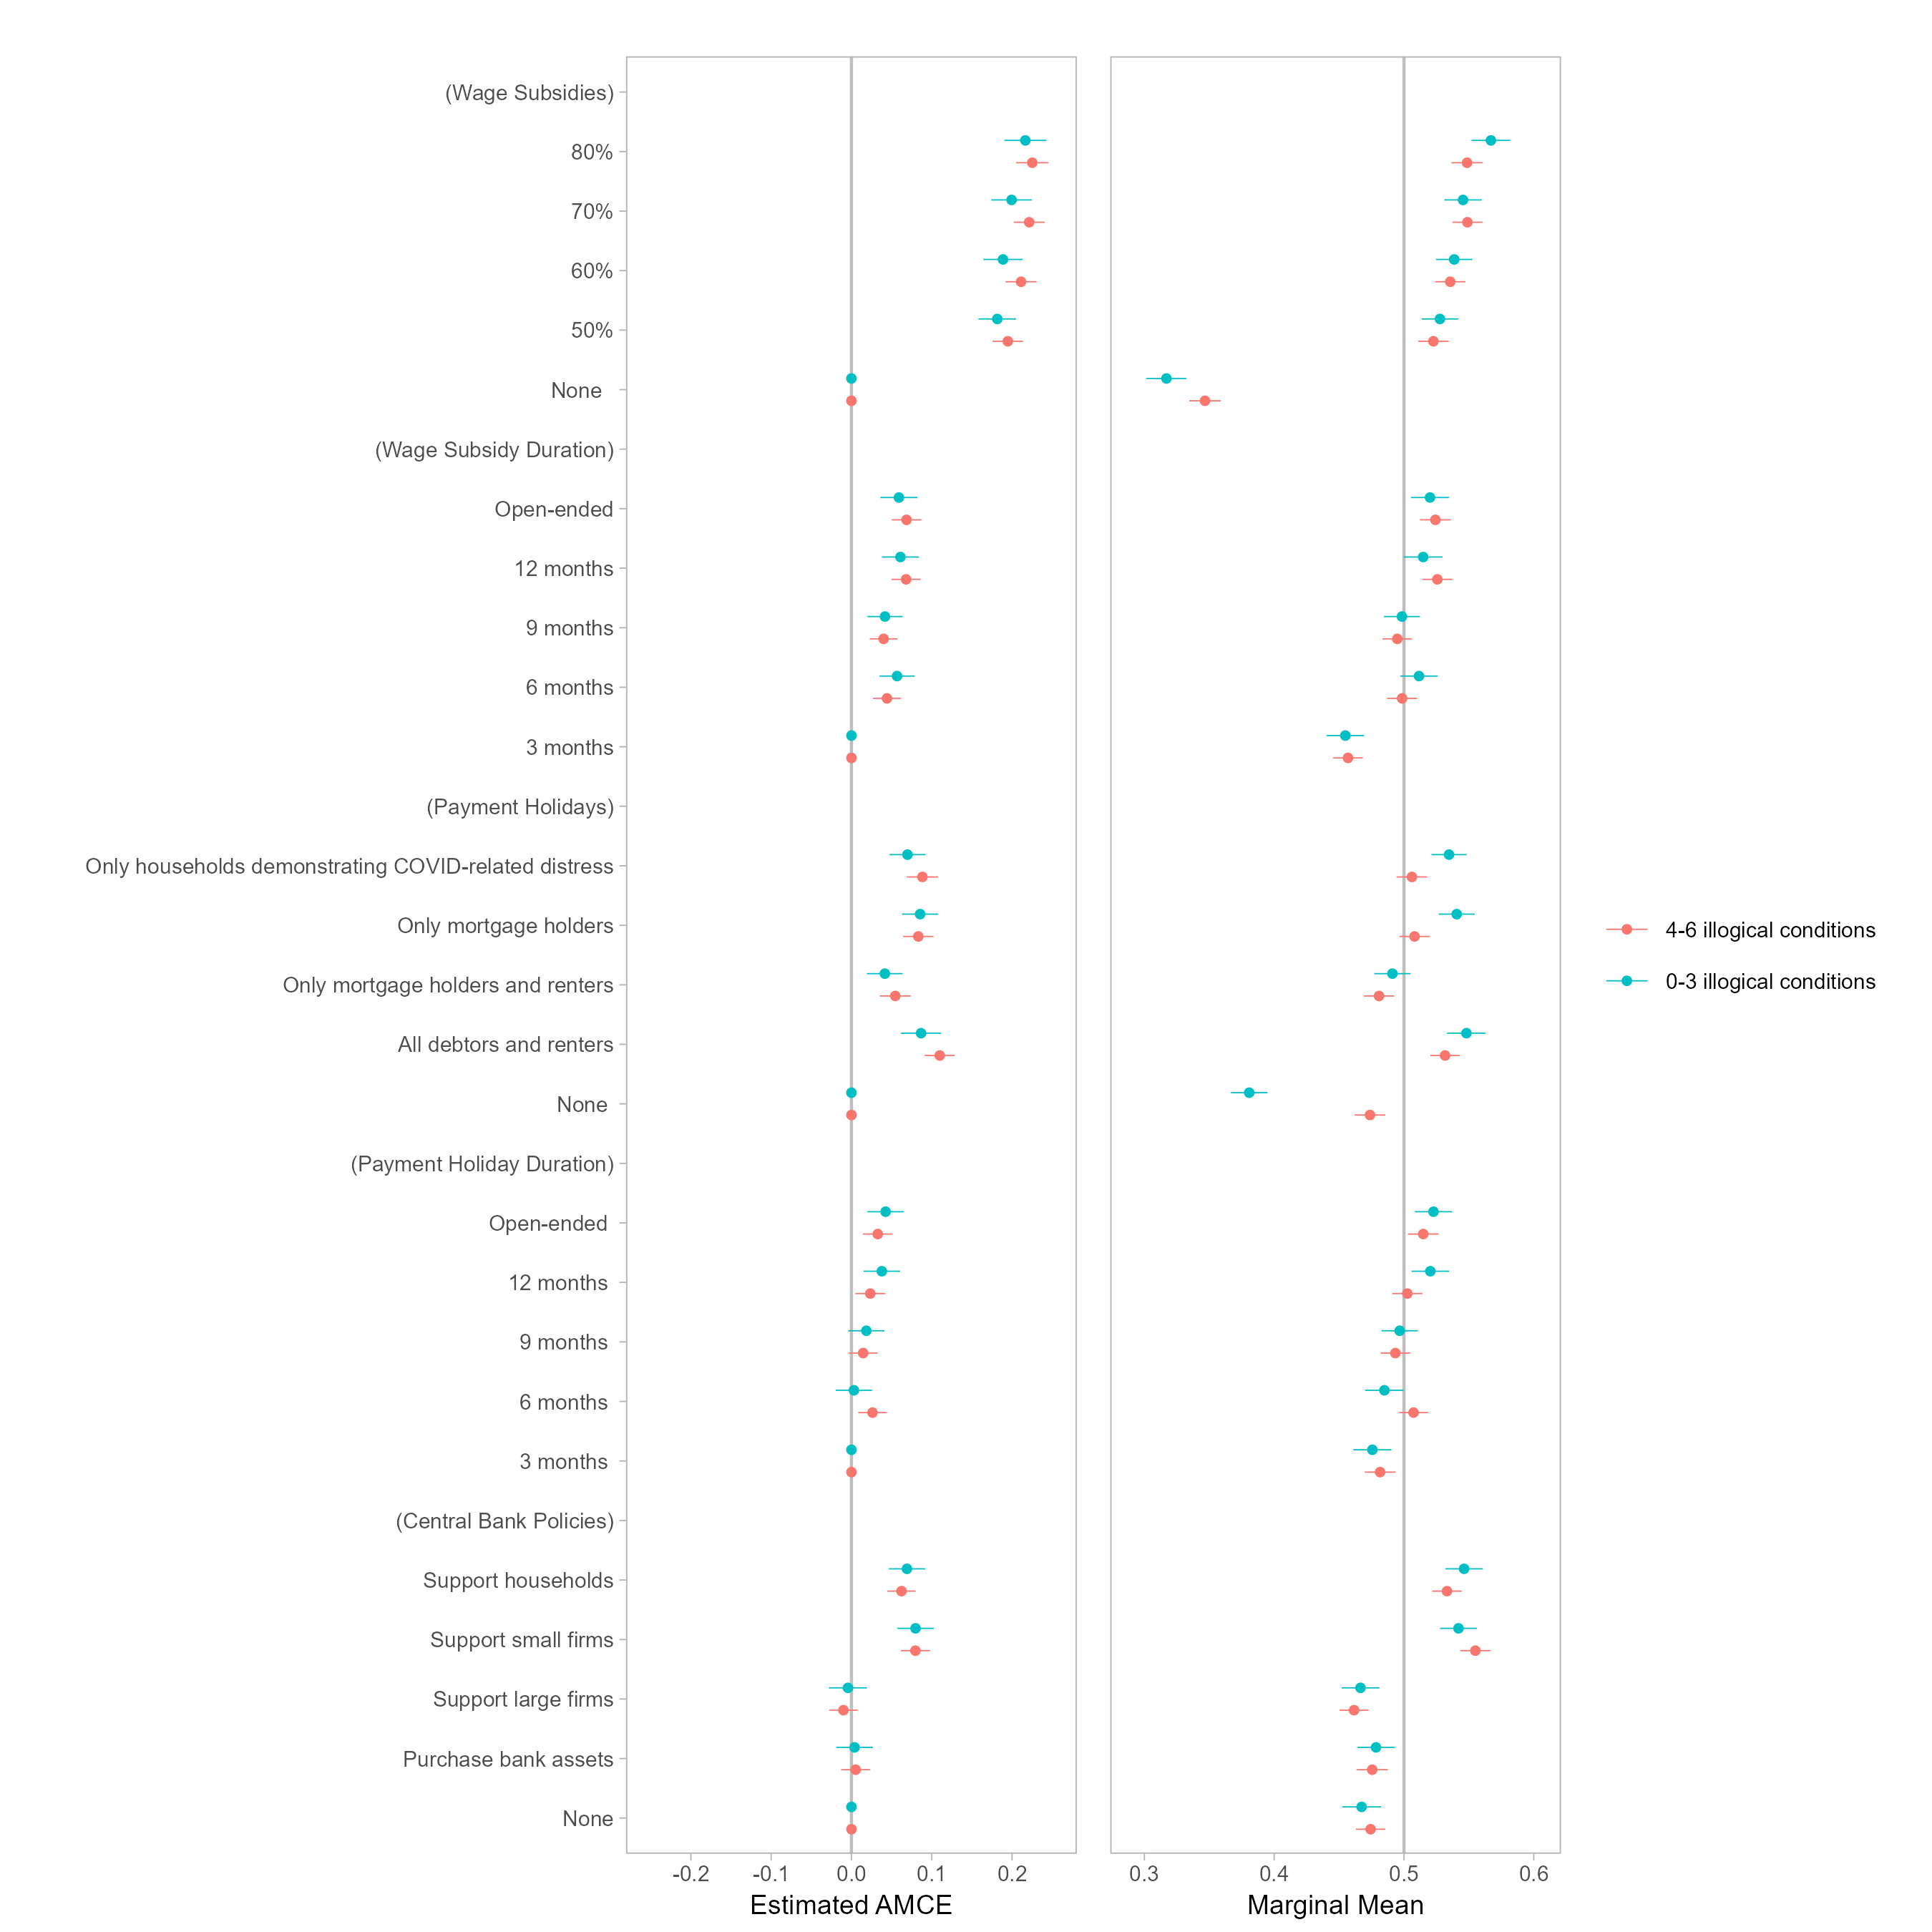 (Wage Subsidies)
80%
70%
60%
50%
None
(Wage Subsidy Duration)
Open-ended
12 months
9 months
6 months
3 months
(Payment Holidays)
Only households demonstrating COVID-related distress
Only mortgage holders
Only mortgage holders and renters
All debtors and renters
None
(Payment Holiday Duration)
Open-ended
12 months
9 months
6 months
3 months
(Central Bank Policies)
Support households
Support small firms
Support large firms
Purchase bank assets
None
-0.2 -0.1 0.0 0.1 0.2
Estimated AMCE
0.3 0.4 0.5 0.6
Marginal Mean
4-6 illogical conditions
0-3 illogical conditions